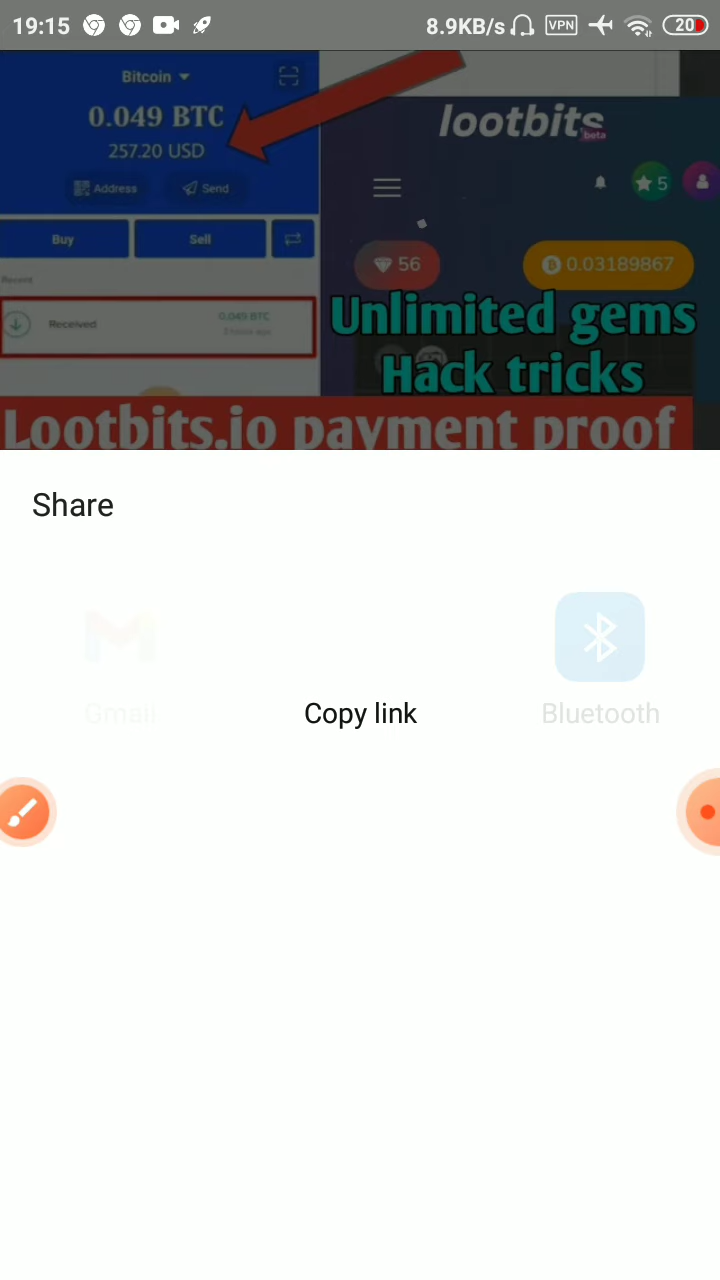 19:15 8.9KB/s VPN 20
Bitcoin
0.049 BTC
257.20 USD
Address Send
Buy Sell
Recent
Received 0.049 BTC
lootbits
beta
5
56 0.03189867
Unlimited gems
Hack tricks
Lootbits.io payment proof
Share
Gmail Copy link Bluetooth